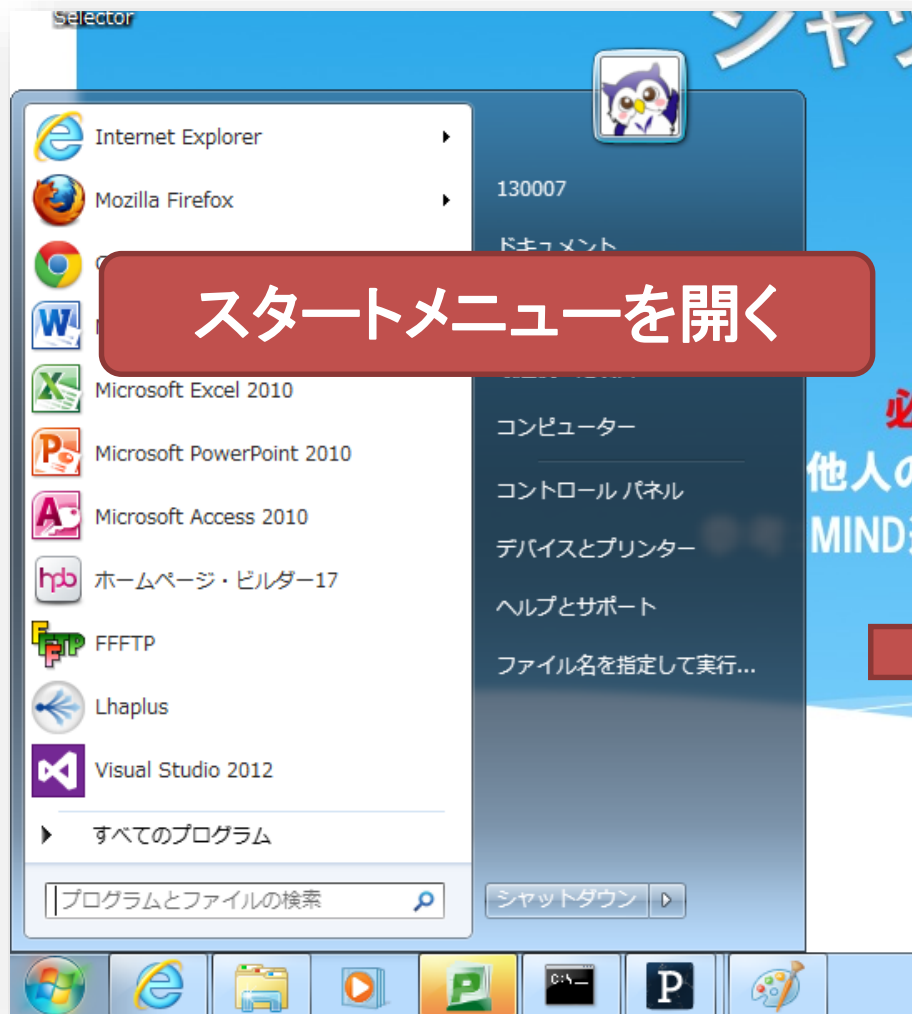 Selector
シャッ
Internet Explorer
Mozilla Firefox
スタートメニューを開く
Microsoft Excel 2010
Microsoft PowerPoint 2010
Microsoft Access 2010
ホームページ・ビルダー17
FFFTP
Lhaplus
Visual Studio 2012
すべてのプログラム
プログラムとファイルの検索
130007
ドキュメント
コンピューター
コントロール パネル
デバイスとプリンター
ヘルプとサポート
ファイル名を指定して実行...
シャットダウン
必
他人の
MIND